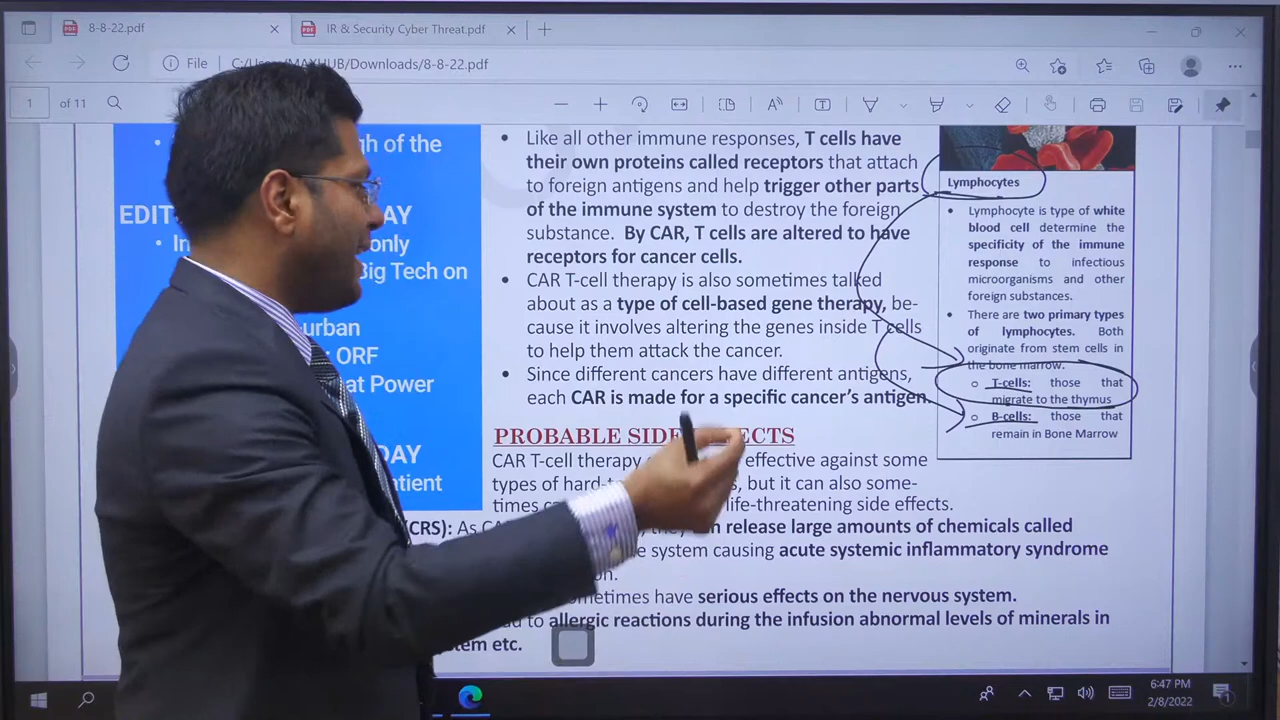 8-8-22.pdf
IR & Security Cyber Threat.pdf
File
C:/Users/MAXHUB/Downloads/8-8-22.pdf
1 of 11
gh of the
AY
only
Big Tech on
urban
ORF
at Power
DAY
atient
• Like all other immune responses, T cells have
their own proteins called receptors that attach
to foreign antigens and help trigger other parts
of the immune system to destroy the foreign
substance. By CAR, T cells are altered to have
receptors for cancer cells.
• CAR T-cell therapy is also sometimes talked
about as a type of cell-based gene therapy, be-
cause it involves altering the genes inside T cells
to help them attack the cancer.
• Since different cancers have different antigens,
each CAR is made for a specific cancer's antigen.
PROBABLE SIDE
CAR T-cell therapy effective against some
types of but it can also some-
times life-threatening side effects.
(CRS): As they can release large amounts of chemicals called
system causing acute systemic inflammatory syndrome
sometimes have serious effects on the nervous system.
to allergic reactions during the infusion abnormal levels of minerals in
etc.
Lymphocytes
• Lymphocyte is type of white
blood cell determine the
specificity of the immune
response to infectious
microorganisms and other
foreign substances.
• There are two primary types
of lymphocytes. Both
originate from stem cells in
the bone marrow.
o T-cells: those that
migrate to the thymus
o B-cells: those that
remain in Bone Marrow
6:47 PM
2/8/2022